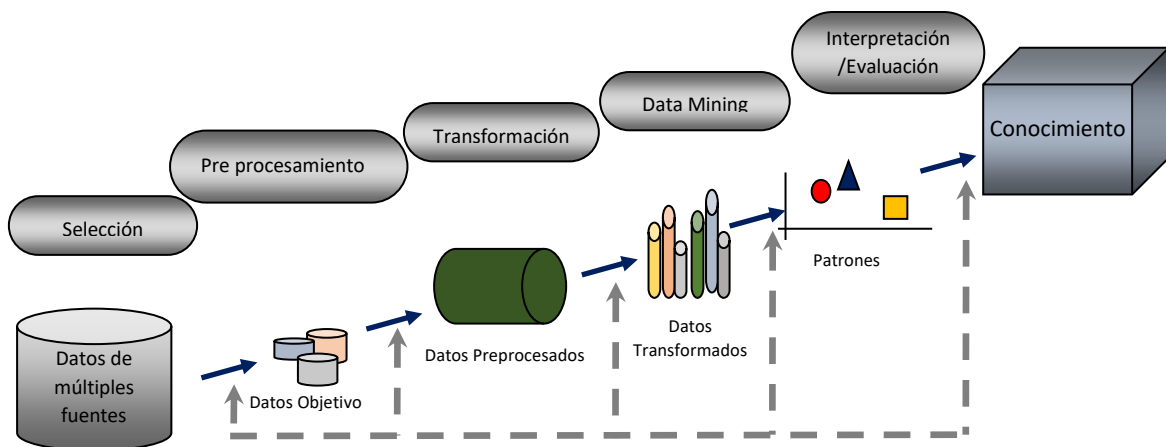 Interpretación
/Evaluación
Data Mining
Transformación
Pre procesamiento
Selección
Conocimiento
Patrones
Datos
Transformados
Datos Preprocesados
Datos Objetivo
Datos de
múltiples
fuentes